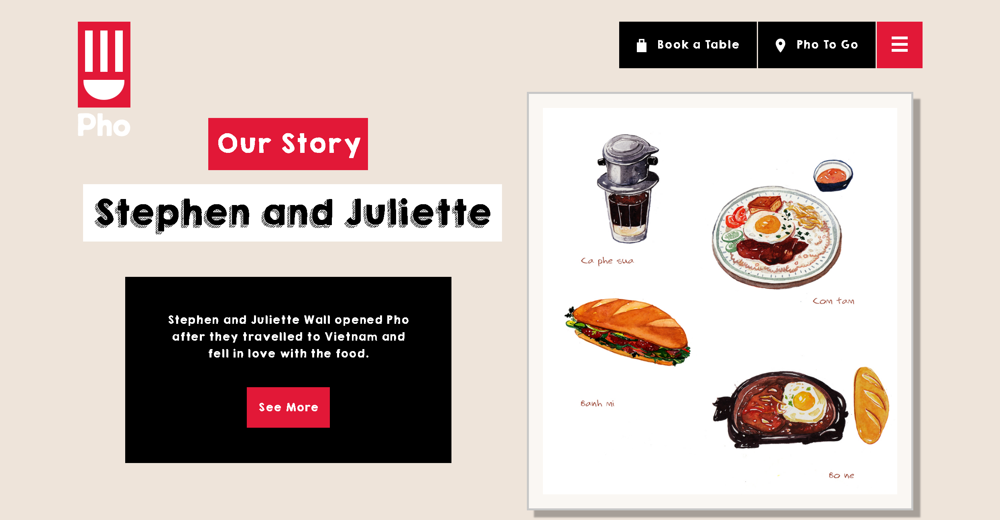 Pho
Book a Table
Pho To Go
Our Story
Stephen and Juliette
Stephen and Juliette Wall opened Pho
after they travelled to Vietnam and
fell in love with the food.
See More
Ca phe sua
Com tam
Banh mi
Bo ne